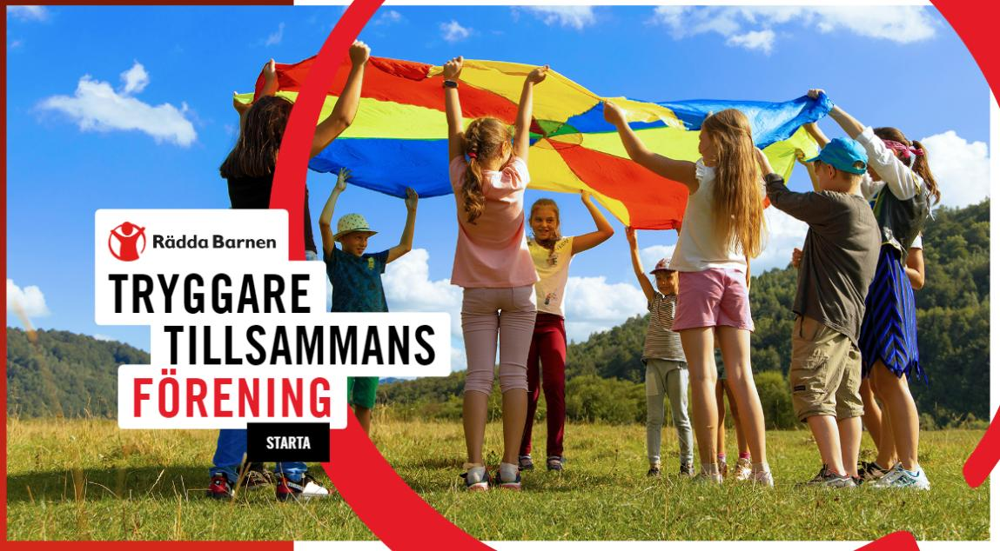 Rädda Barnen
TRYGGARE
TILLSAMMANS
FÖRENING
STARTA